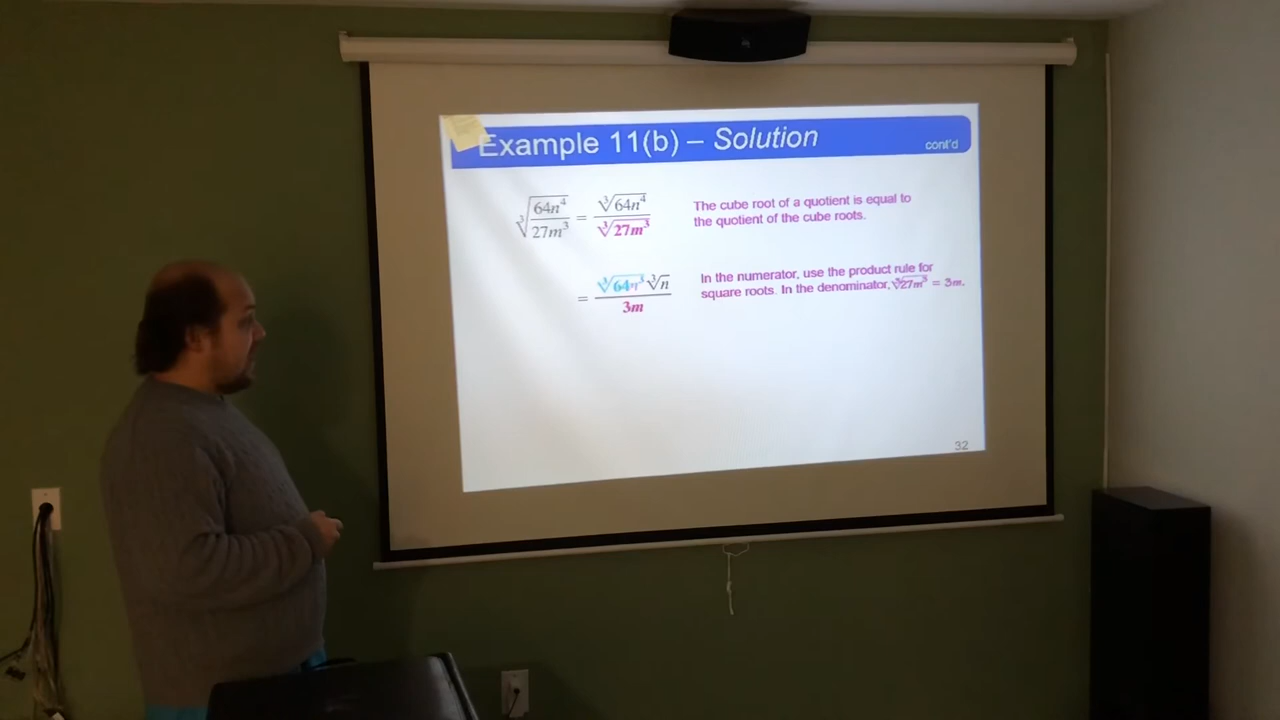 Example 11(b) – Solution
cont'd
∛(64n⁴/27m³) = ∛64n⁴/∛27m³
The cube root of a quotient is equal to
the quotient of the cube roots.
= ∛64n³ ∛n/3m
In the numerator, use the product rule for
square roots. In the denominator, ∛27m³ = 3m.
32